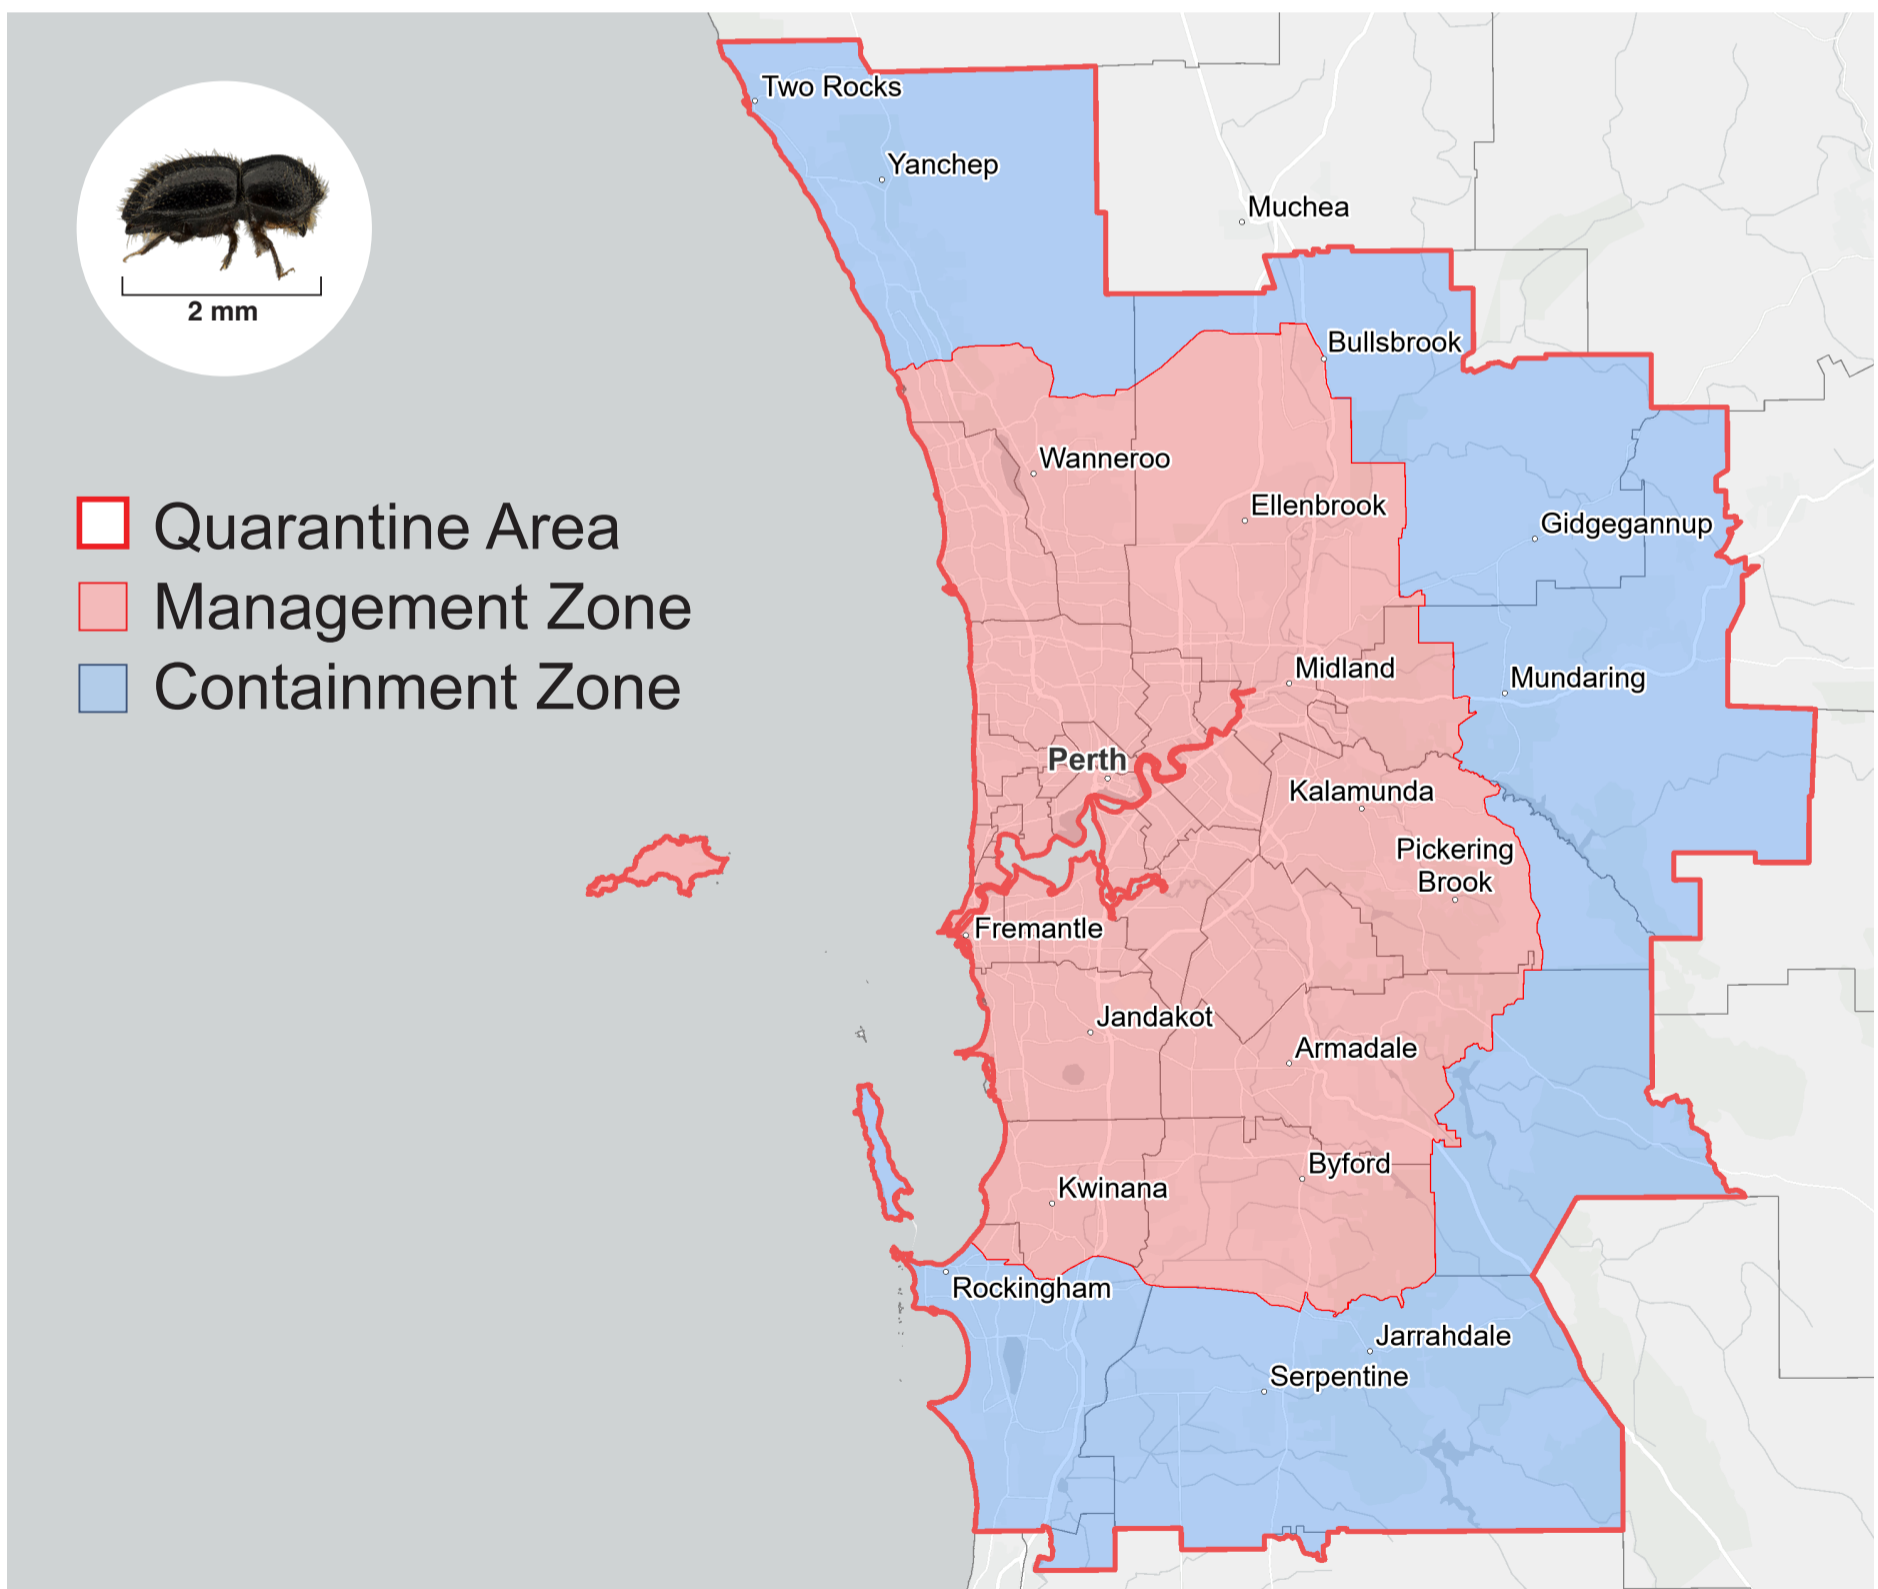 Two Rocks
Yanchep
Muchea
2 mm
Bullsbrook
Wanneroo
Ellenbrook
Quarantine Area
Gidgegannup
Management Zone
Containment Zone
Midland
Mundaring
Perth
Kalamunda
Pickering
Brook
Fremantle
Jandakot
Armadale
Byford
Kwinana
Rockingham
Jarrahdale
Serpentine